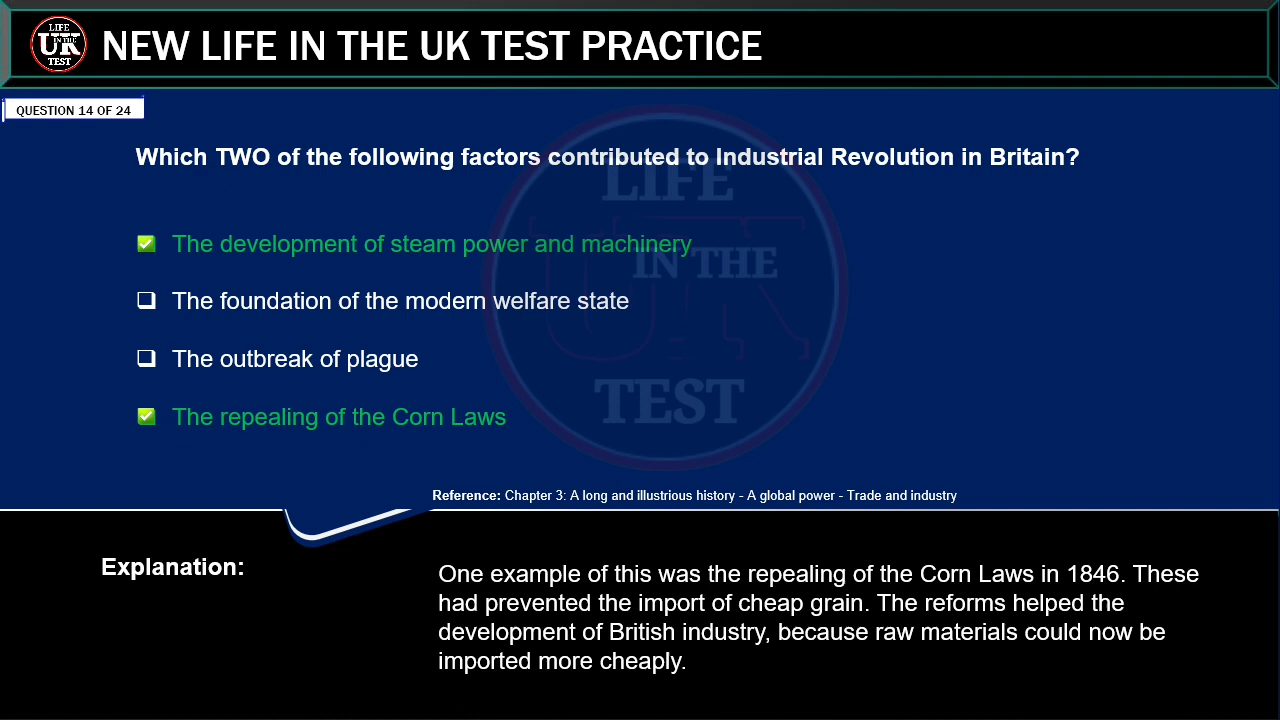 LIFE
UK
IN THE
TEST
NEW LIFE IN THE UK TEST PRACTICE
QUESTION 14 OF 24
Which TWO of the following factors contributed to Industrial Revolution in Britain?
The development of steam power and machinery
The foundation of the modern welfare state
The outbreak of plague
The repealing of the Corn Laws
LIFE
UK
IN THE
TEST
Reference: Chapter 3: A long and illustrious history - A global power - Trade and industry
Explanation:
One example of this was the repealing of the Corn Laws in 1846. These
had prevented the import of cheap grain. The reforms helped the
development of British industry, because raw materials could now be
imported more cheaply.